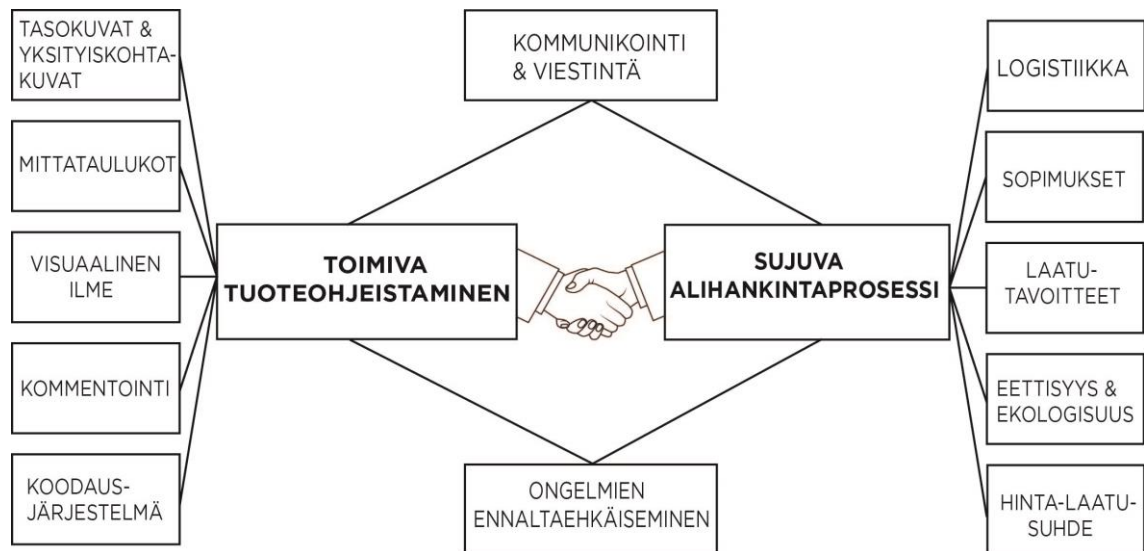 TASOKUVAT &
YKSITYISKOHTA-
KUVAT
MITTATAULUKOT
VISUAALINEN
ILME
KOMMENTOINTI
KOODAUS-
JÄRJESTELMÄ
KOMMUNIKOINTI
& VIESTINTÄ
TOIMIVA
TUOTEOHJEISTAMINEN
SUJUVA
ALIHANKINTAPROSESSI
ONGELMIEN
ENNALTAEHKÄISEMINEN
LOGISTIIKKA
SOPIMUKSET
LAATU-
TAVOITTEET
EETTISYYS &
EKOLOGISUUS
HINTA-LAATU-
SUHDE